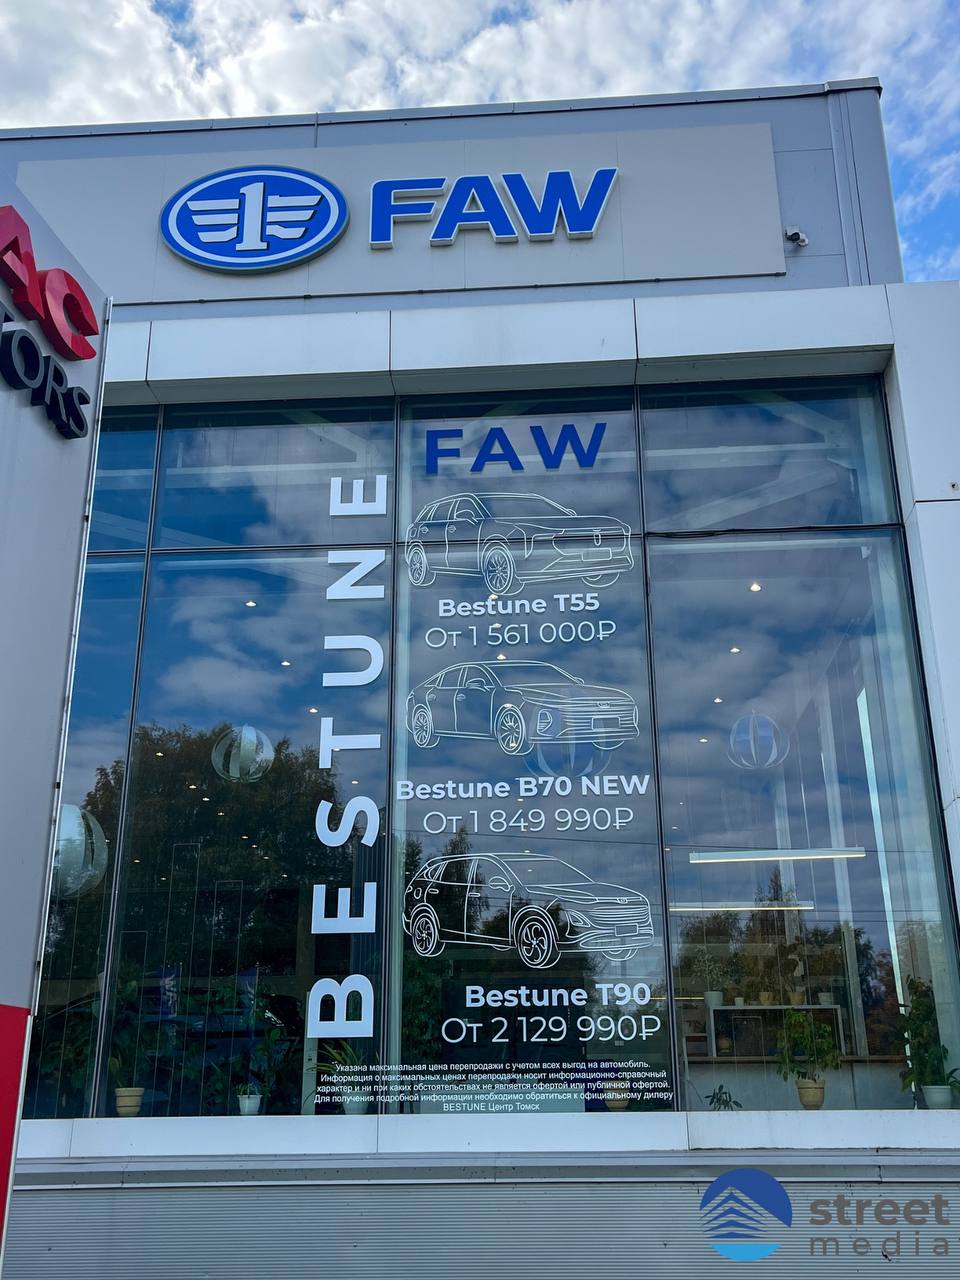 1 FAW
TORS
FAW
BESTUNE
Bestune T55
От 1 561 000₽
Bestune B70 NEW
От 1 849 990₽
Bestune T90
От 2 129 990₽
Указана максимальная цена перепродажи с учетом всех выгод на автомобиль.
Информация о максимальных ценах перепродажи носит информационно-справочный
характер и ни при каких обстоятельствах не является офертой или публичной офертой.
Для получения подробной информации необходимо обратиться к официальному дилеру
BESTUNE Центр Томск
street
media